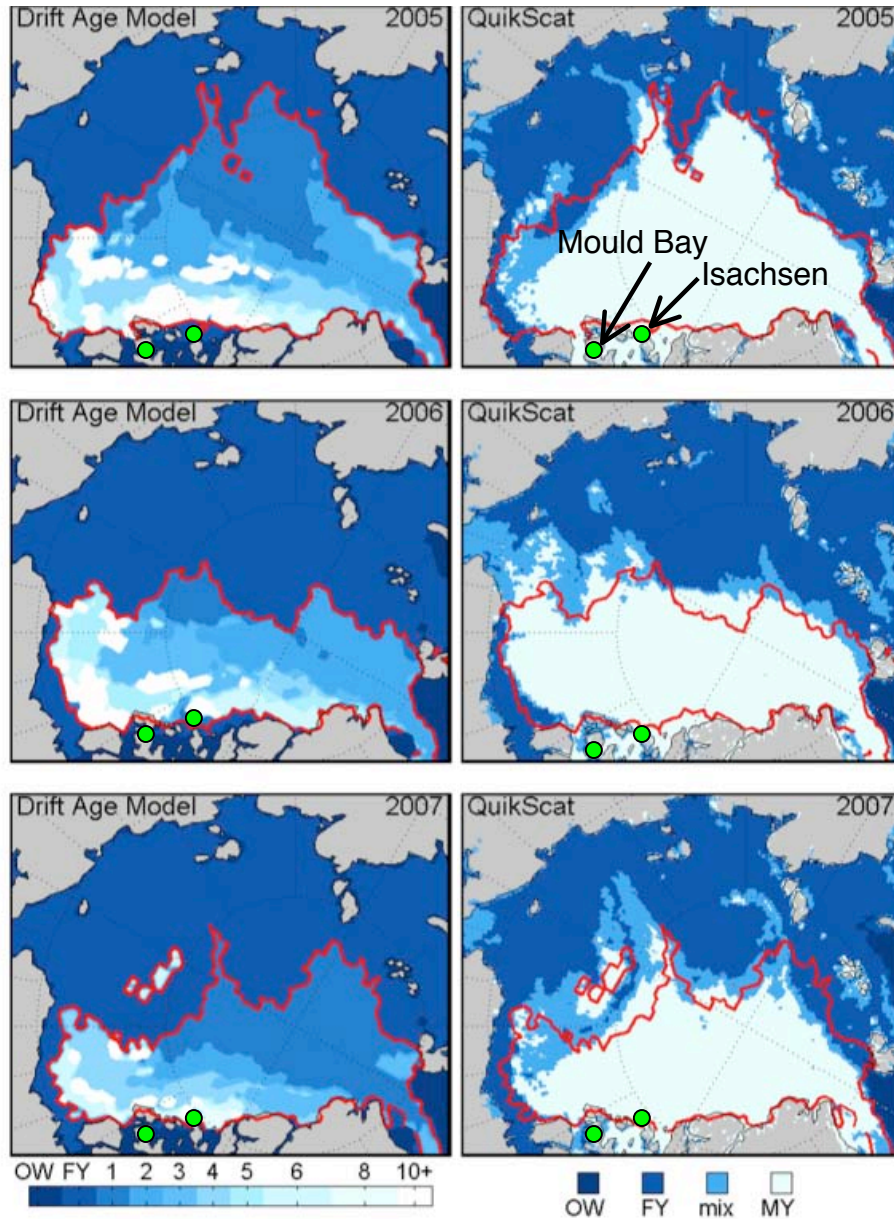 Drift Age Model 2005
QuikScat 2005
Mould Bay
Isachsen
Drift Age Model 2006
QuikScat 2006
Drift Age Model 2007
QuikScat 2007
OW FY 1 2 3 4 5 6 8 10+
OW FY mix MY